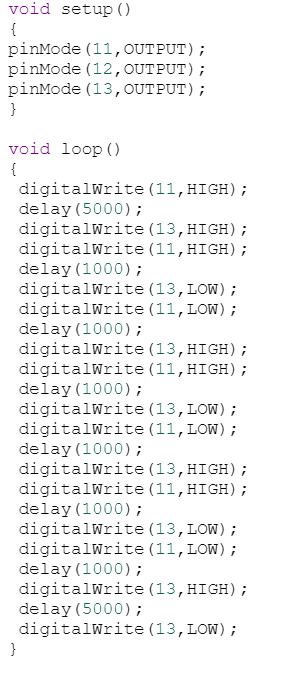 void setup()
{
pinMode(11,OUTPUT);
pinMode(12,OUTPUT);
pinMode(13,OUTPUT);
}

void loop()
{
 digitalWrite(11,HIGH);
 delay(5000);
 digitalWrite(13,HIGH);
 digitalWrite(11,HIGH);
 delay(1000);
 digitalWrite(13,LOW);
 digitalWrite(11,LOW);
 delay(1000);
 digitalWrite(13,HIGH);
 digitalWrite(11,HIGH);
 delay(1000);
 digitalWrite(13,LOW);
 digitalWrite(11,LOW);
 delay(1000);
 digitalWrite(13,HIGH);
 digitalWrite(11,HIGH);
 delay(1000);
 digitalWrite(13,LOW);
 digitalWrite(11,LOW);
 delay(1000);
 digitalWrite(13,HIGH);
 delay(5000);
 digitalWrite(13,LOW);
}